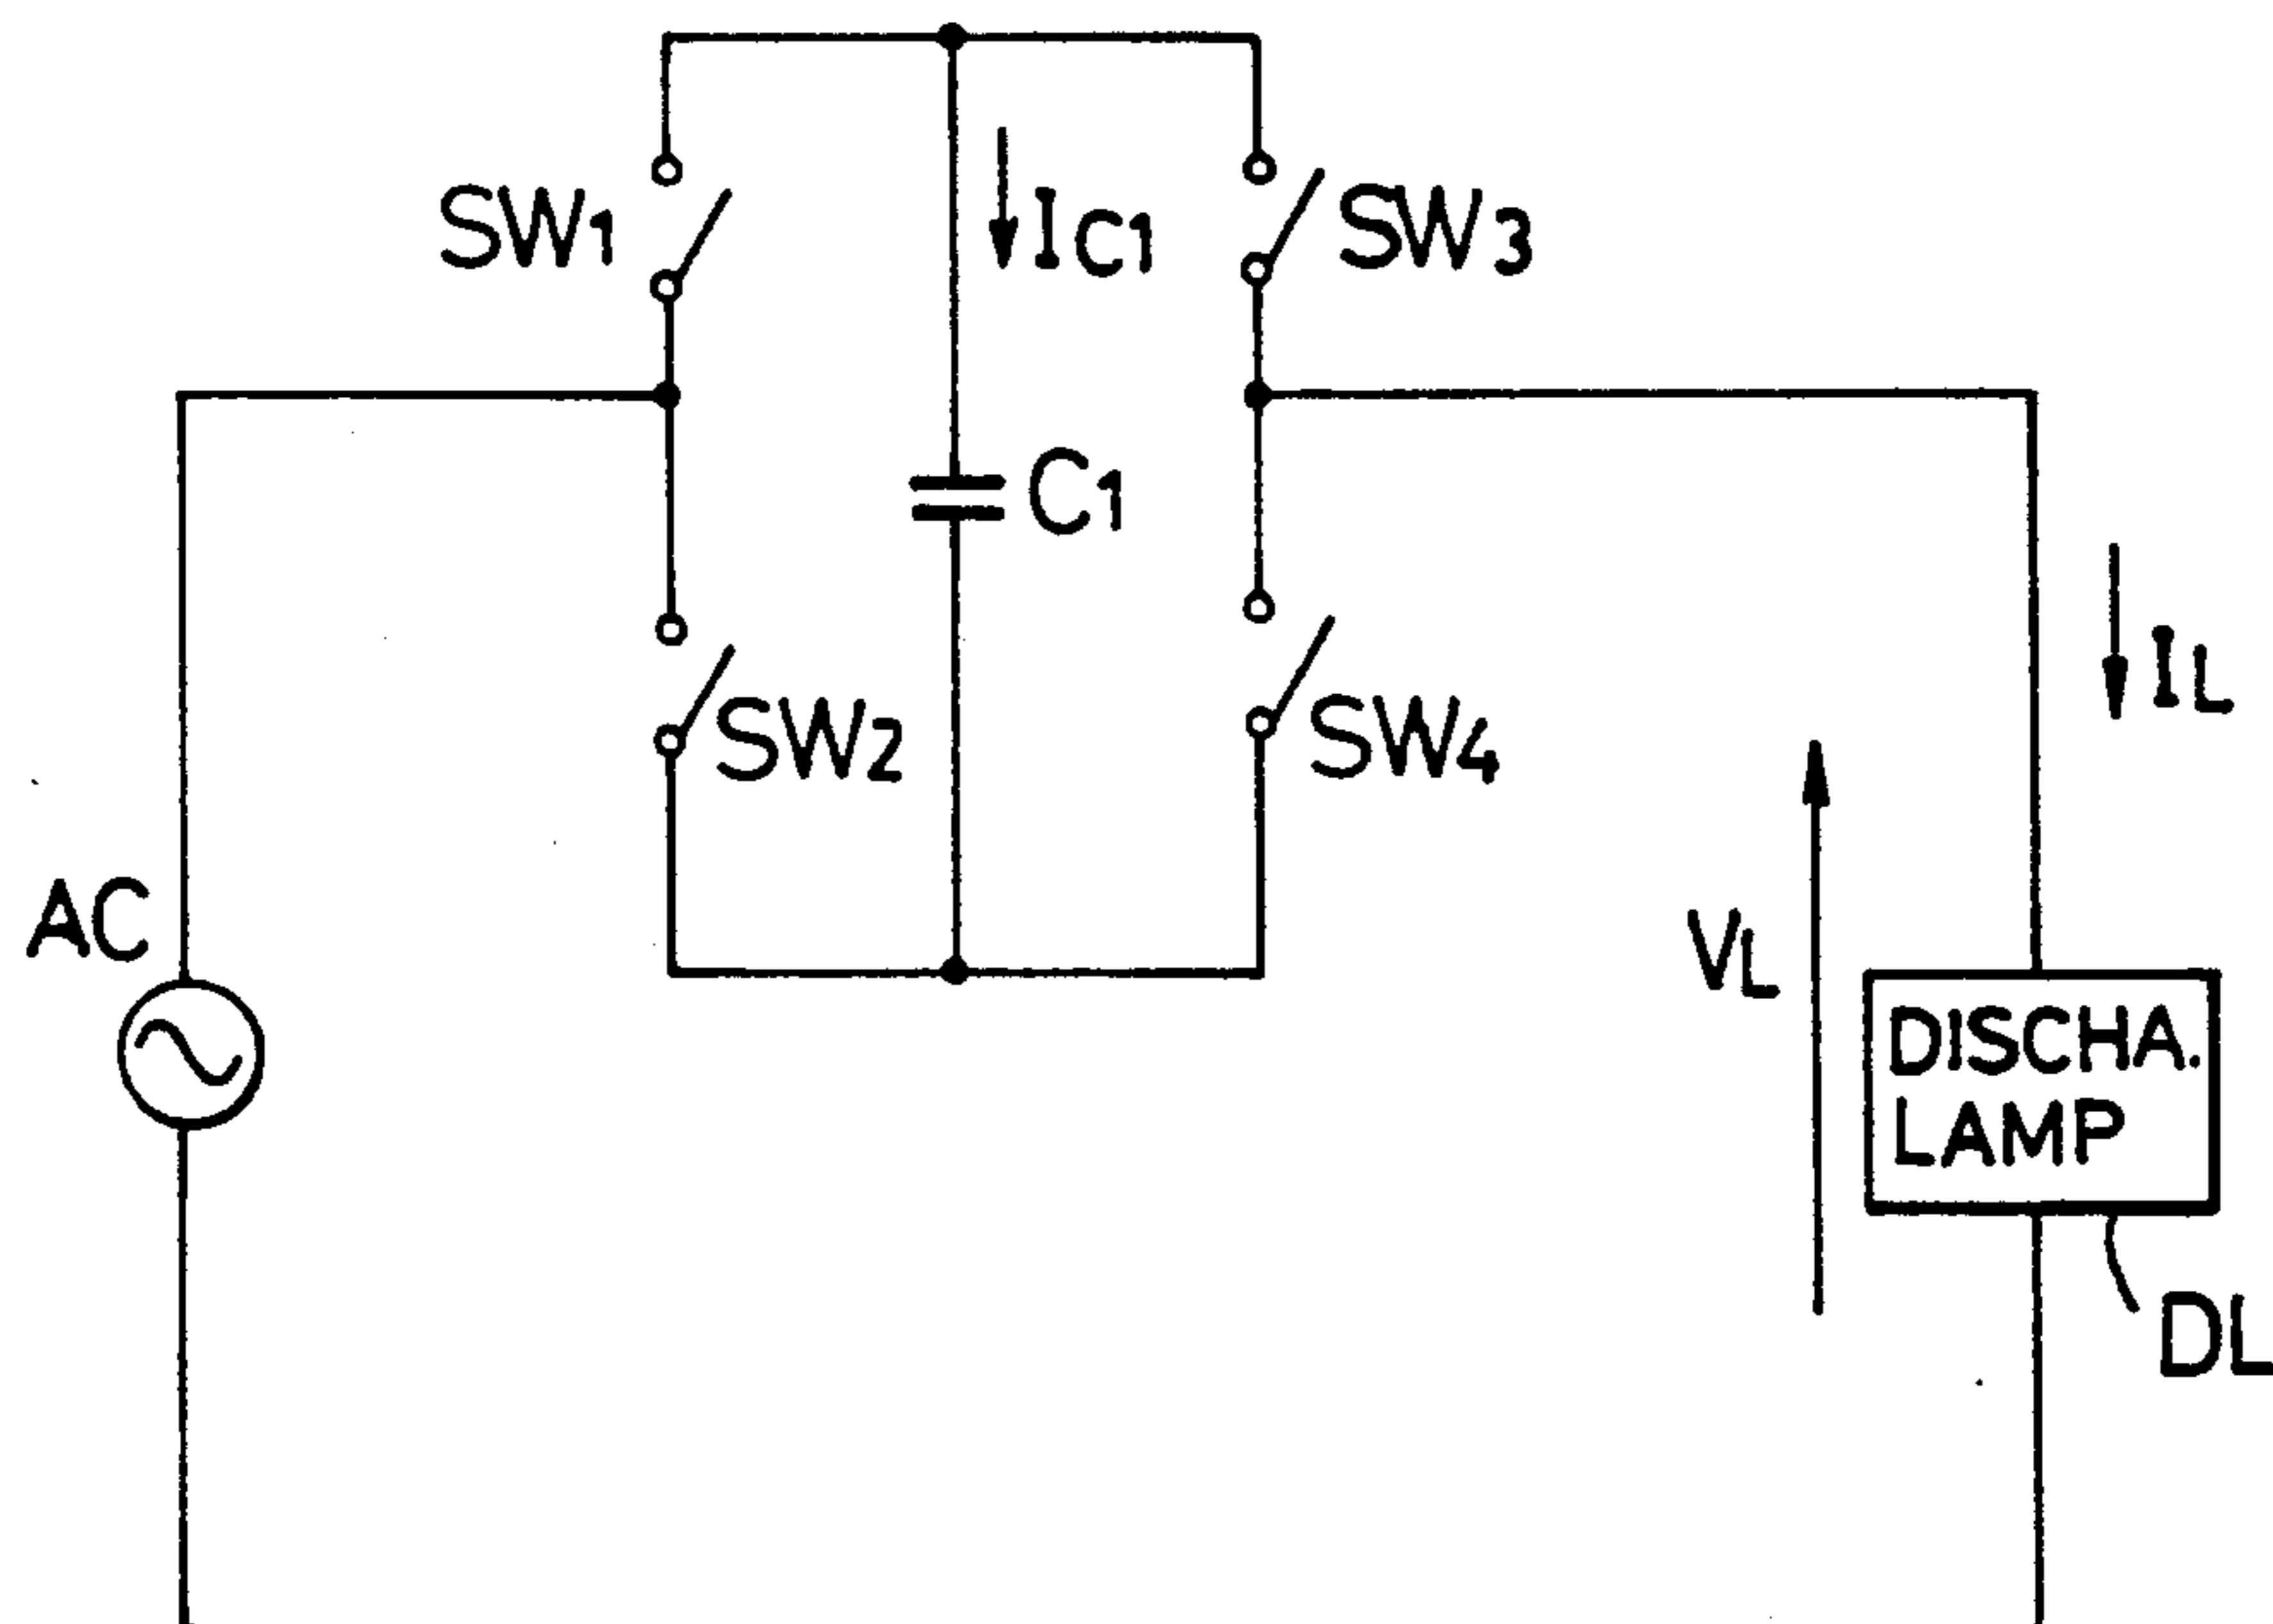 SW1
IC1
SW3
C1
SW2
SW4
IL
AC
VL
DISCHA.
LAMP
DL